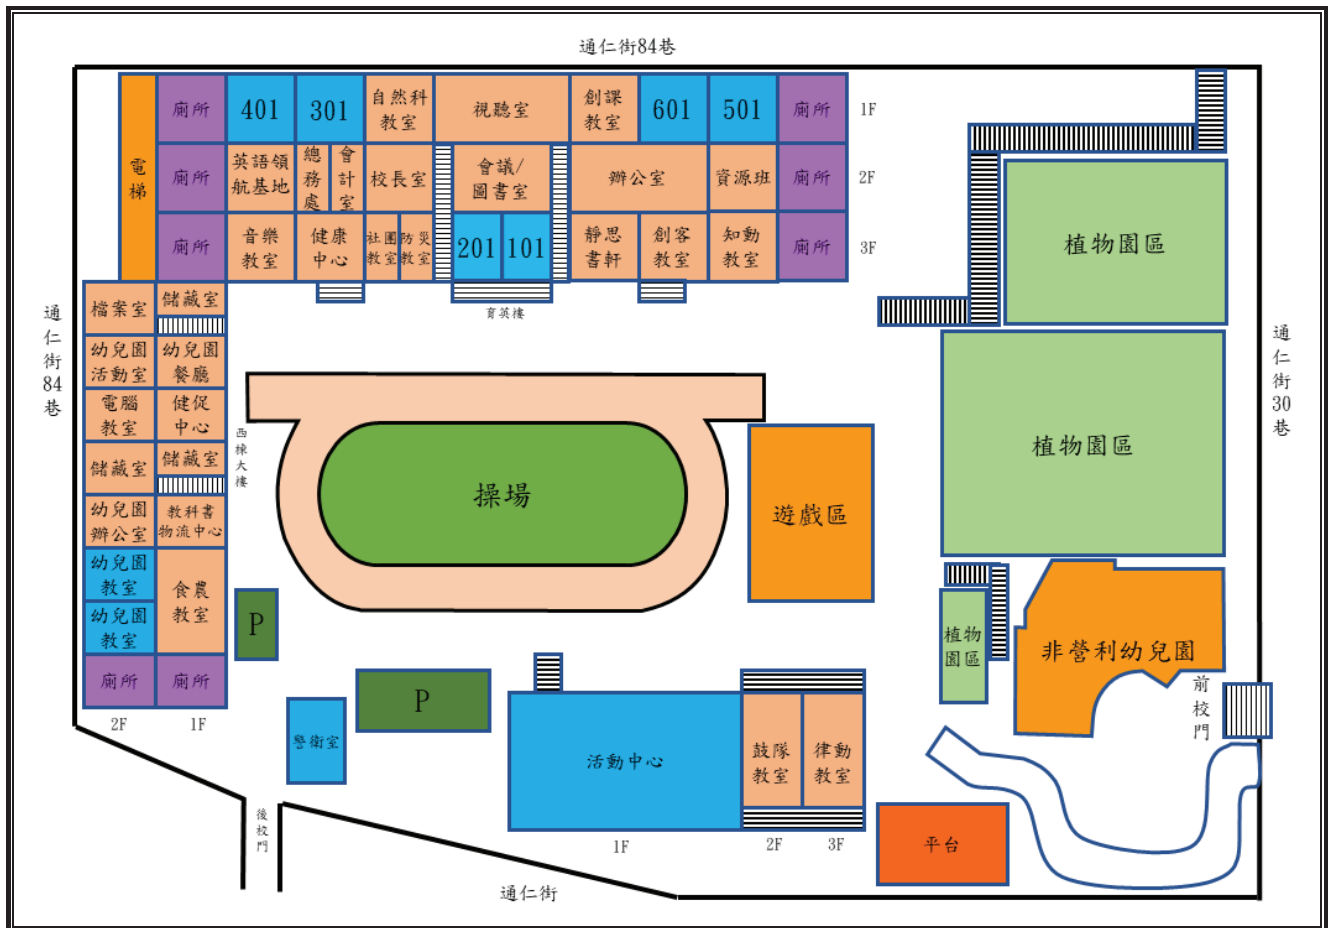 通仁街84巷
電梯
廁所
401
301
自然科
教室
視聽室
創課
教室
601
501
廁所
1F
廁所
英語領
航基地
總務處
會計室
校長室
會議/
圖書室
辦公室
資源班
廁所
2F
廁所
音樂
教室
健康
中心
社團
教室
防災
教室
201
101
靜思
書軒
創客
教室
知動
教室
廁所
3F
育英樓
通仁街84巷
檔案室
儲藏室
幼兒園
活動室
幼兒園
餐廳
電腦
教室
健促
中心
儲藏室
儲藏室
幼兒園
辦公室
教科書
物流中心
幼兒園
教室
食農
教室
幼兒園
教室
廁所
廁所
2F
1F
西棟大樓
操場
遊戲區
植物園區
植物園區
植物
園區
非營利幼兒園
通仁街30巷
前校門
P
P
警衛室
活動中心
鼓隊
教室
律動
教室
1F
2F
3F
平台
後校門
通仁街